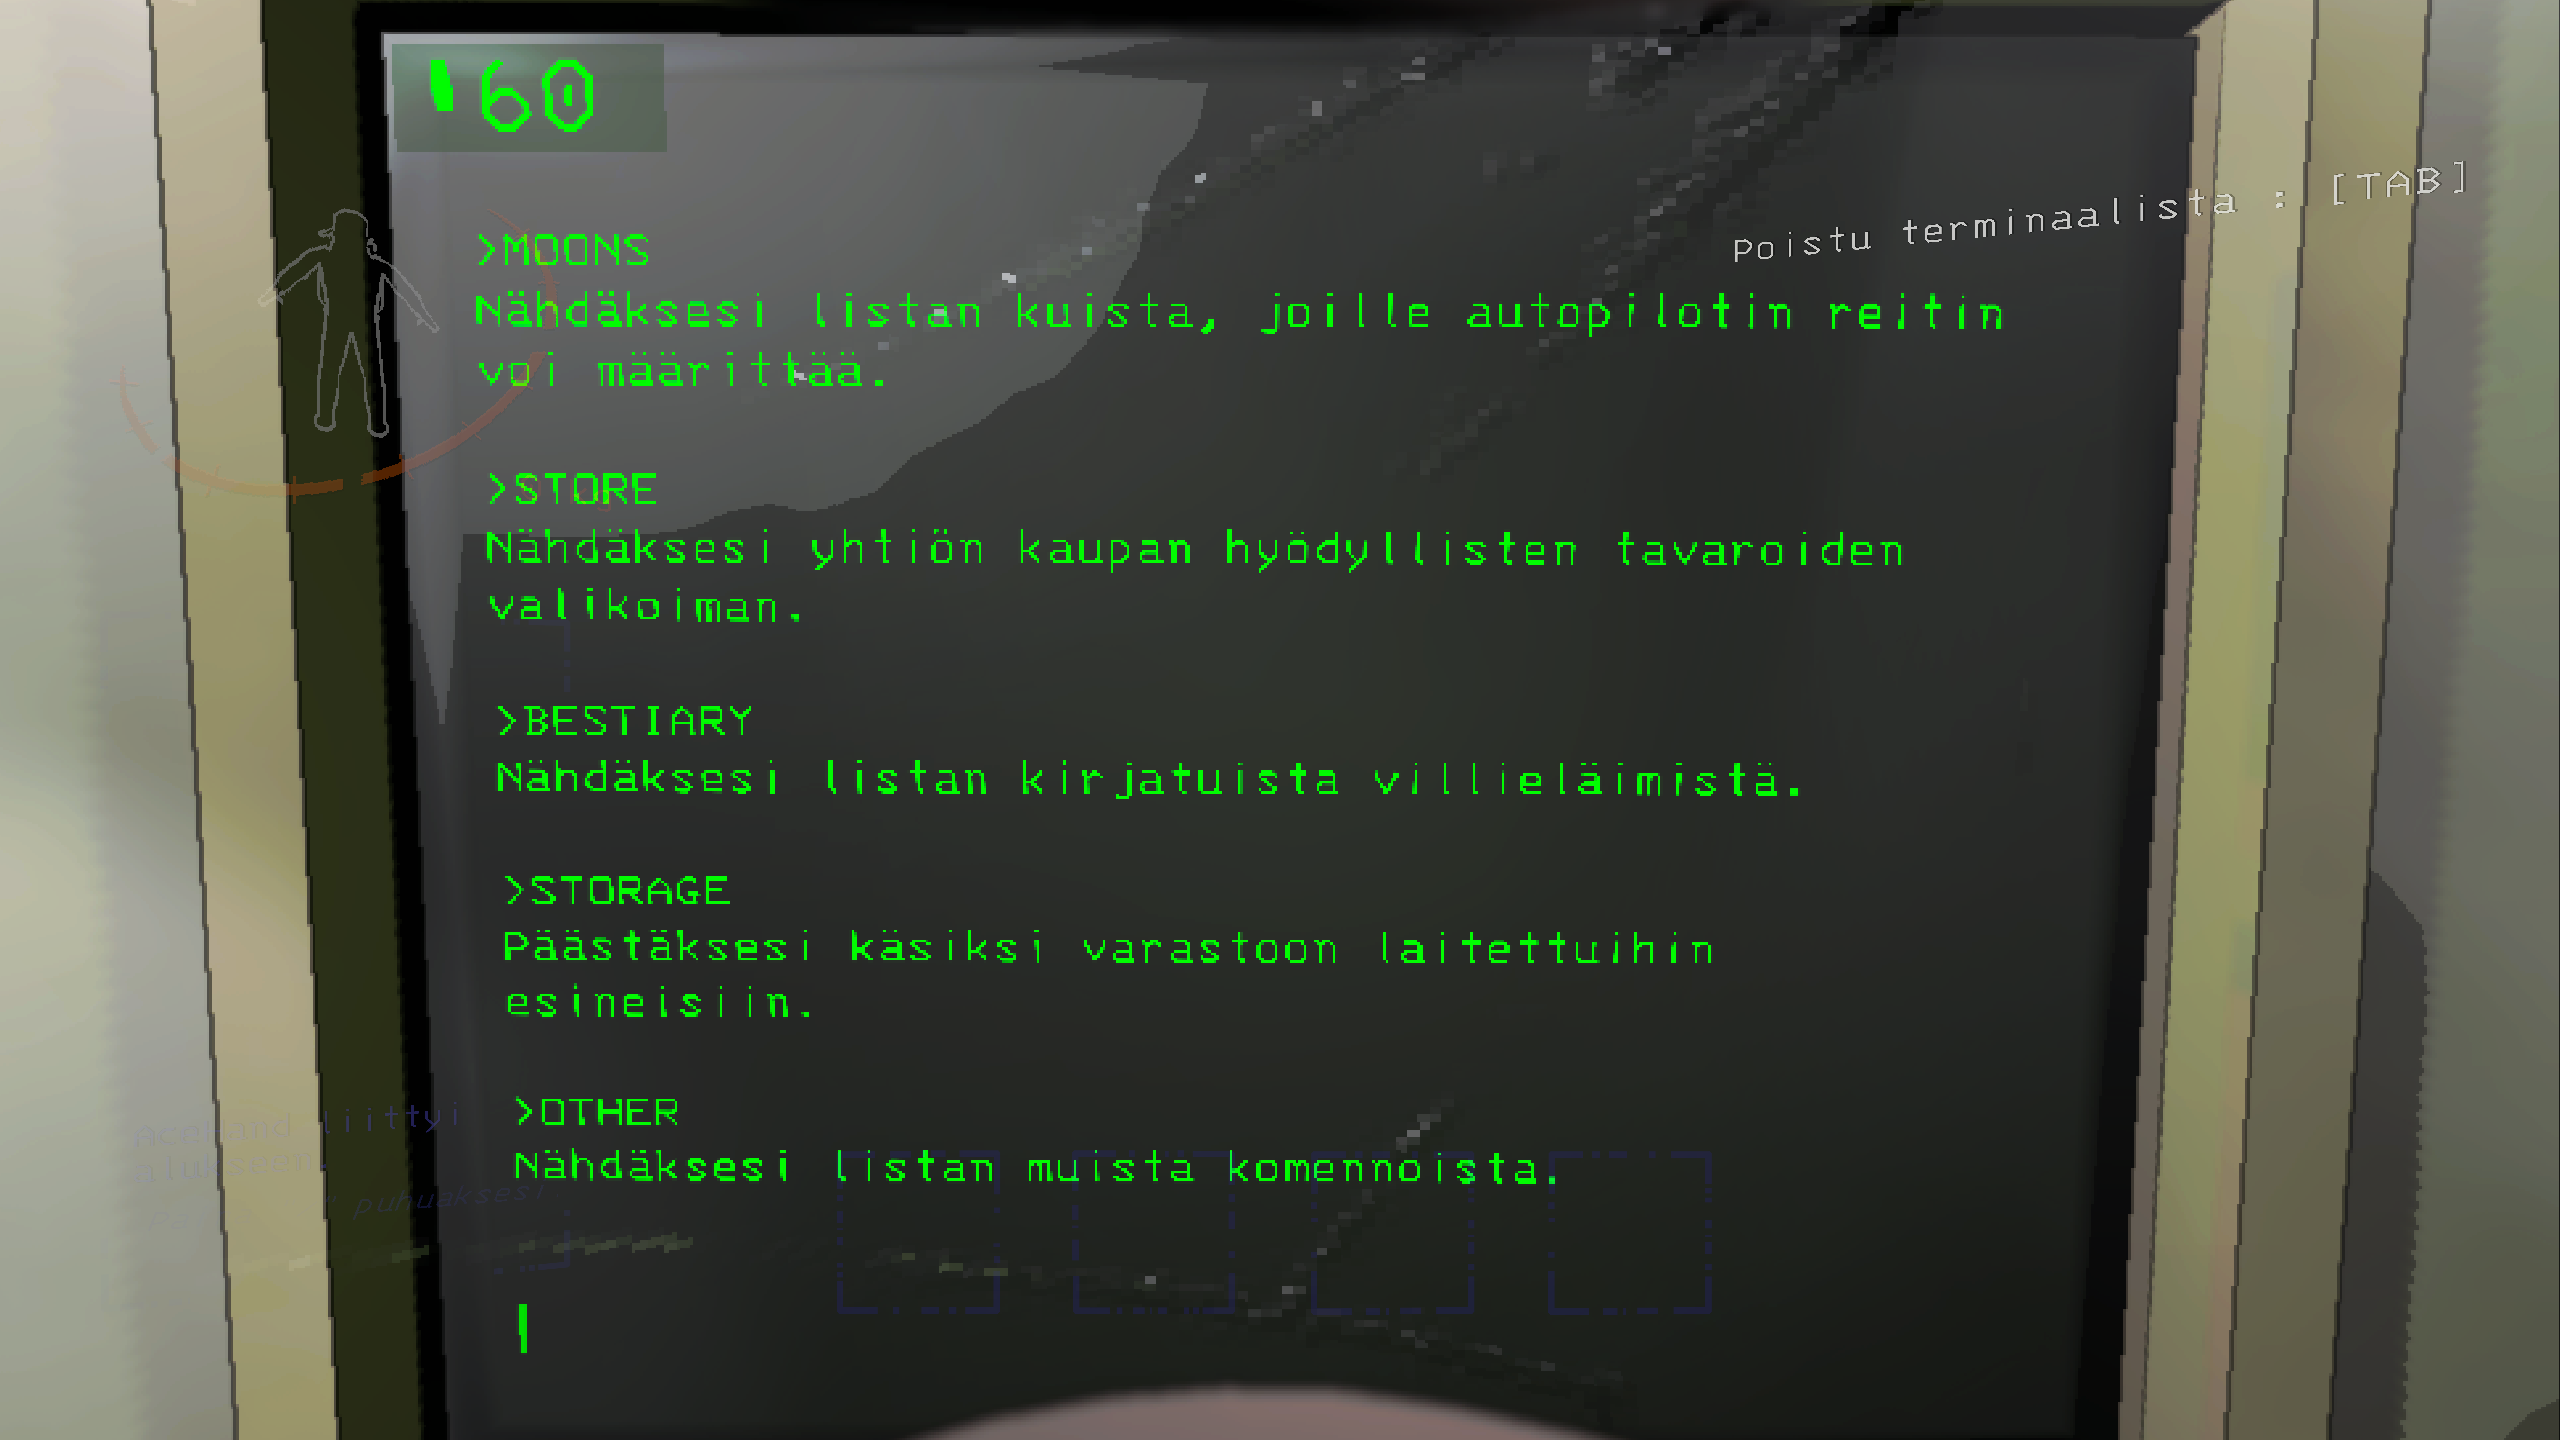 60
Poistu terminaalista : [TAB]
>MOONS
Nähdäksesi listan kuista, joille autopilotin reitin
voi määrittää.
>STORE
Nähdäksesi yhtiön kaupan hyödyllisten tavaroiden
valikoiman.
>BESTIARY
Nähdäksesi listan kirjatuista villieläimistä.
>STORAGE
Päästäksesi käsiksi varastoon laitettuihin
esineisiin.
>OTHER
Nähdäksesi listan muista komennoista.
liittyi
alukseen.
puhuaksesi